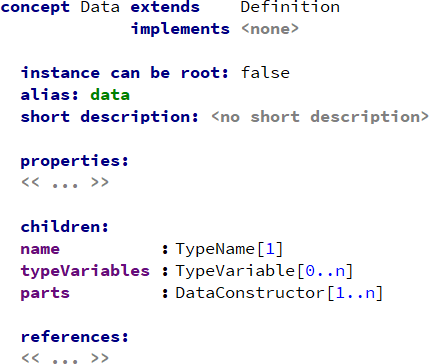 concept Data extends Definition
implements <none>
instance can be root: false
alias: data
short description: <no short description>
properties:
<< ... >>
children:
name : TypeName[1]
typeVariables : TypeVariable[0..n]
parts : DataConstructor[1..n]
references:
<< ... >>